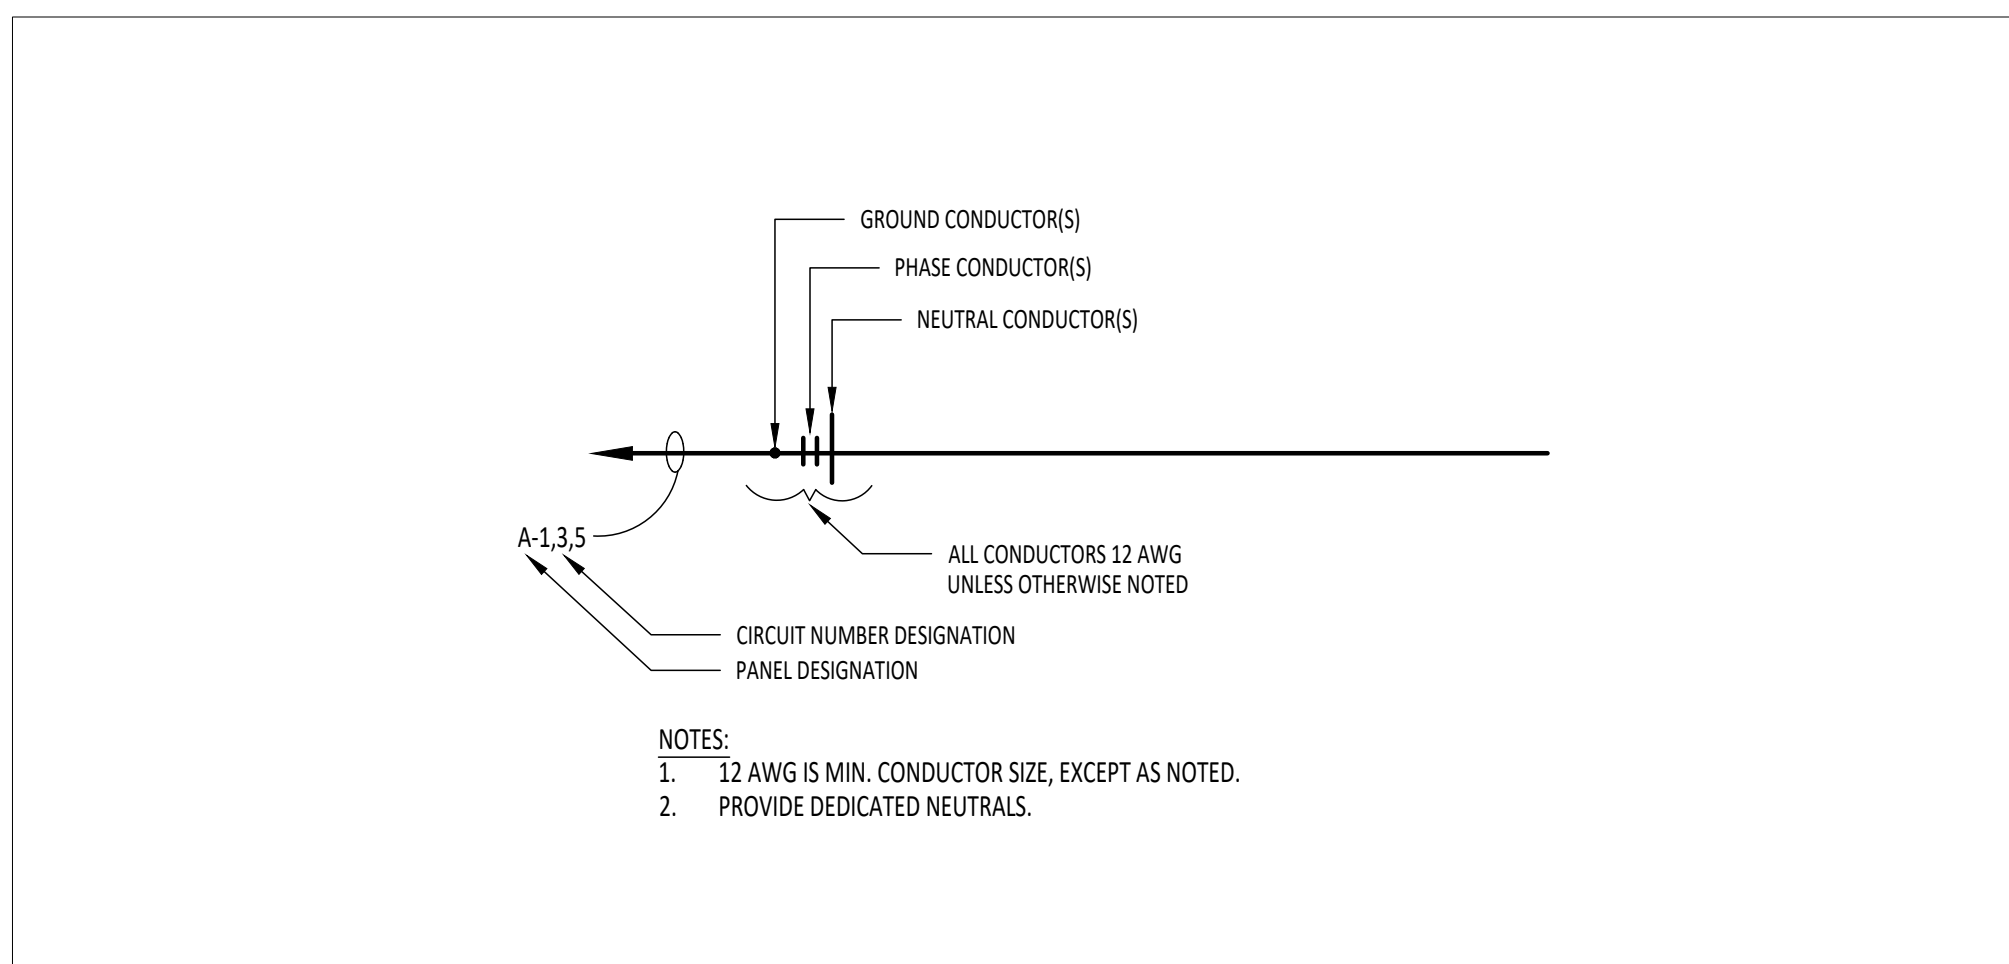 GROUND CONDUCTOR(S)
PHASE CONDUCTOR(S)
NEUTRAL CONDUCTOR(S)
A-1,3,5
ALL CONDUCTORS 12 AWG
UNLESS OTHERWISE NOTED
CIRCUIT NUMBER DESIGNATION
PANEL DESIGNATION
NOTES:
1. 12 AWG IS MIN. CONDUCTOR SIZE, EXCEPT AS NOTED.
2. PROVIDE DEDICATED NEUTRALS.